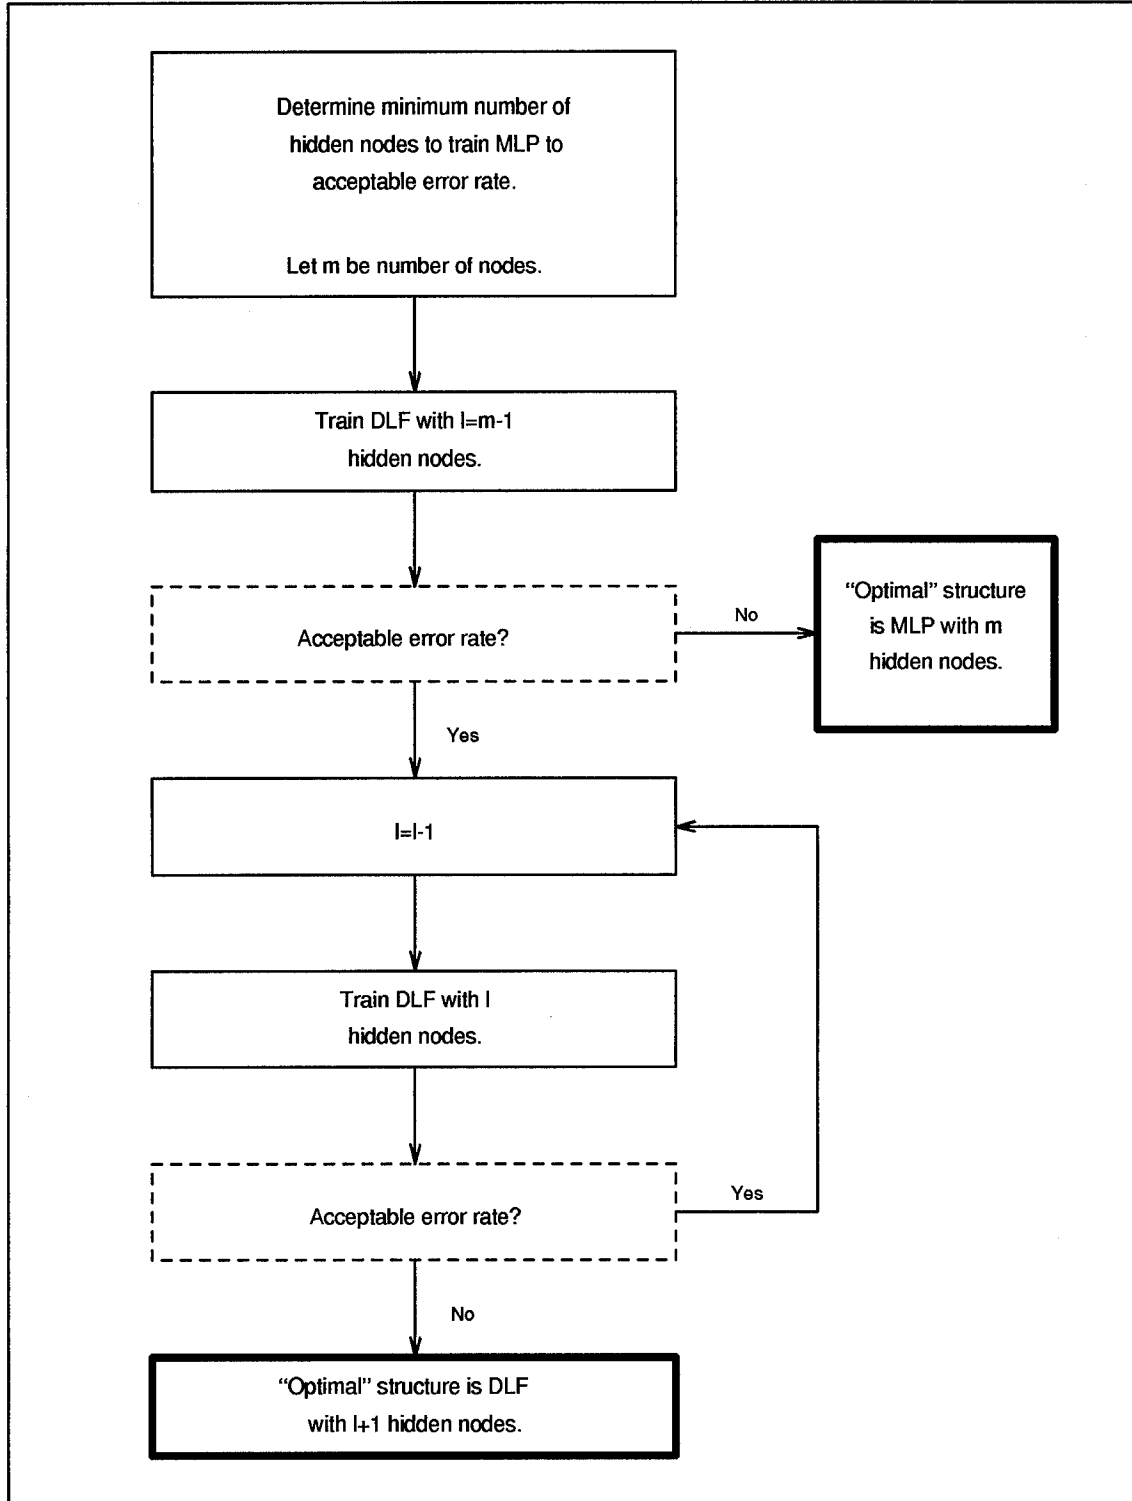 Determine minimum number of
hidden nodes to train MLP to
acceptable error rate.
Let m be number of nodes.
Train DLF with l=m-1
hidden nodes.
Acceptable error rate?
No
“Optimal” structure
is MLP with m
hidden nodes.
Yes
l=l-1
Train DLF with l
hidden nodes.
Acceptable error rate?
Yes
No
“Optimal” structure is DLF
with l+1 hidden nodes.